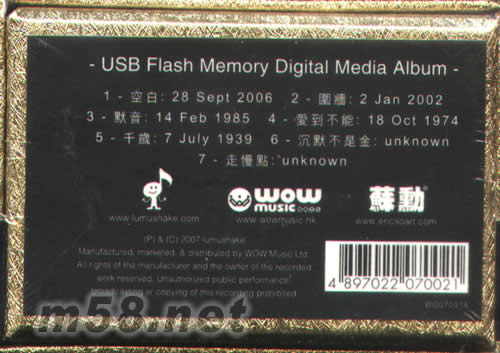 - USB Flash Memory Digital Media Album -
1 - 空白: 28 Sept 2006 2 - 圍牆: 2 Jan 2002
3 - 默音: 14 Feb 1985 4 - 愛到不能: 18 Oct 1974
5 - 千歲: 7 July 1939 6 - 沉默不是金: unknown
7 - 走慢點: unknown
WOW
MUSIC
蘇勳
www.lumushake.com www.wowmusic.hk
(P) & (C) 2007 lumushake
Manufactured, marketed & distributed by WOW Music Ltd.
All rights of the manufacturer and the owner of the recorded
work reserved. Unauthorized public performance
broadcasting or copying of this recording prohibited
4 897022 070021
m58.net